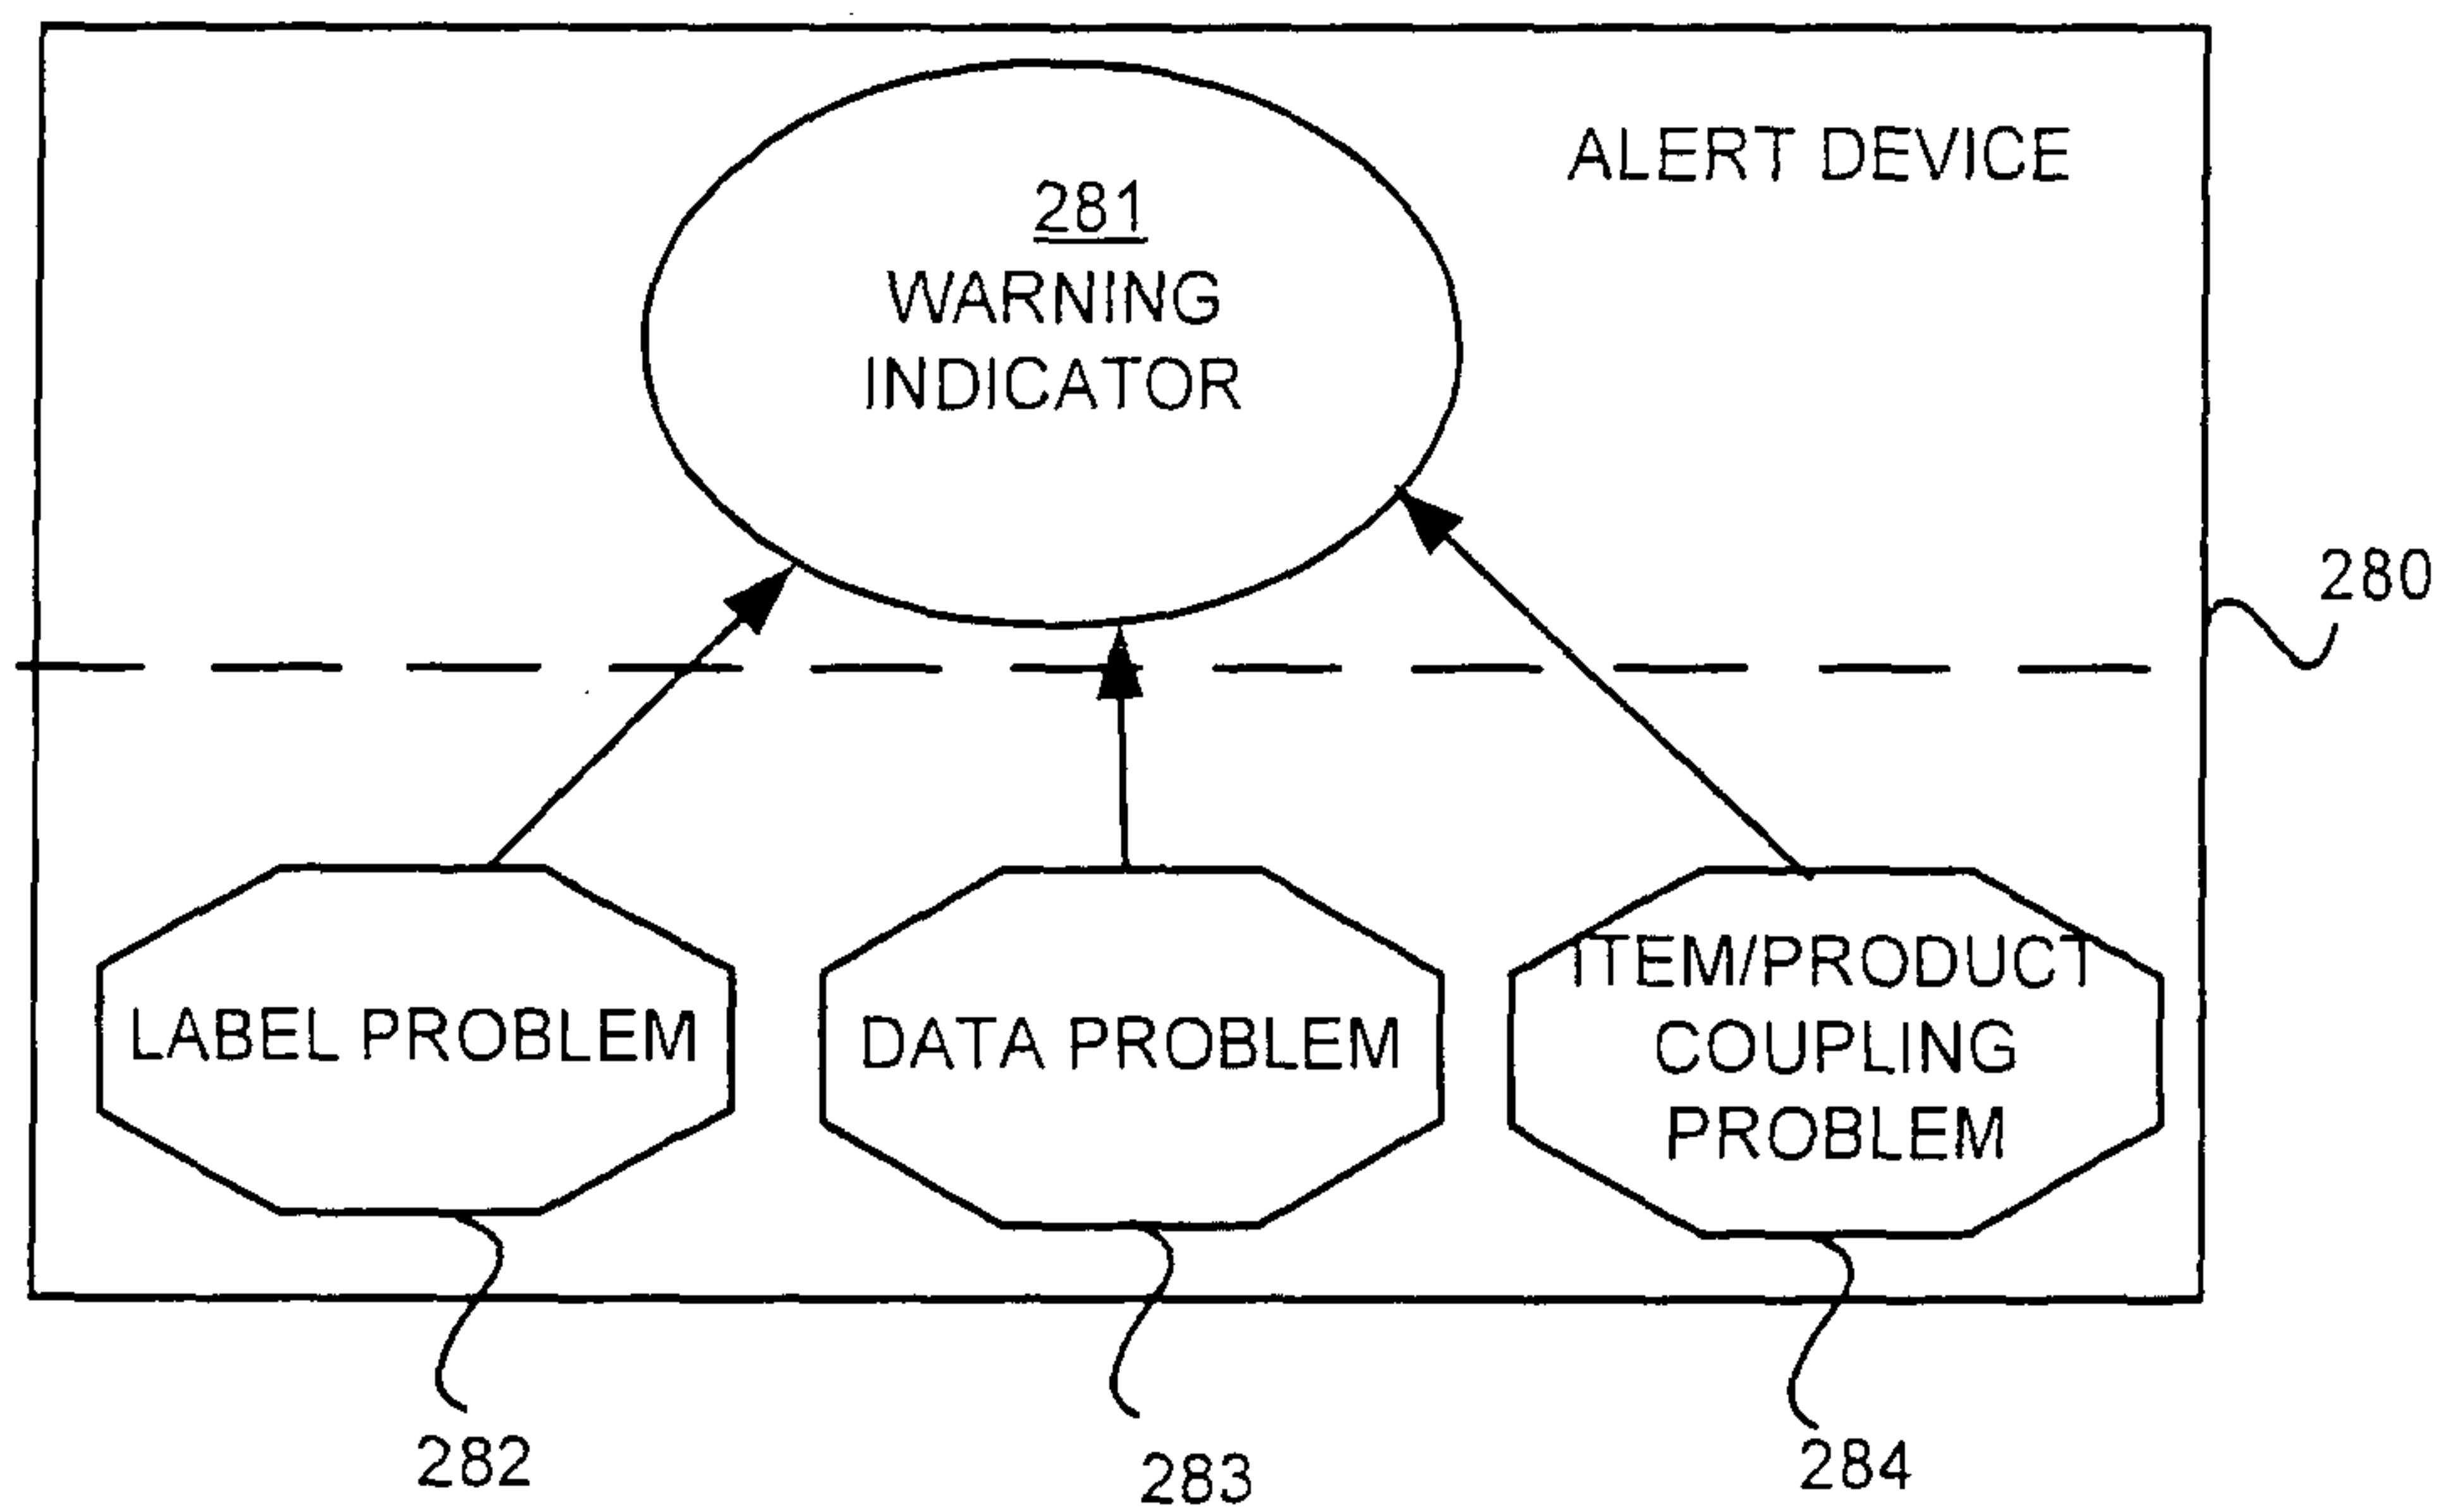 ALERT DEVICE
281
WARNING
INDICATOR
280
LABEL PROBLEM
DATA PROBLEM
ITEM/PRODUCT
COUPLING
PROBLEM
282
283
284